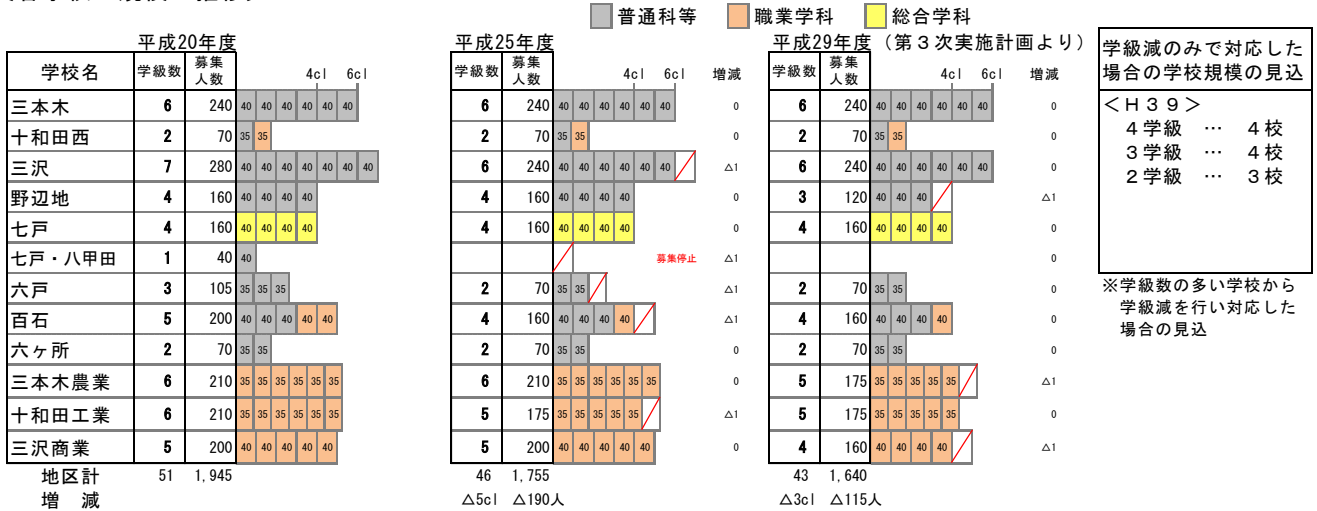 普通科等 職業学科 総合学科
平成20年度 平成25年度 平成29年度（第３次実施計画より）
学校名 学級数 募集人数 4cl 6cl 学級数 募集人数 4cl 6cl 増減 学級数 募集人数 4cl 6cl 増減
三本木 6 240 40 40 40 40 40 40 6 240 40 40 40 40 40 40 0 6 240 40 40 40 40 40 40 0
十和田西 2 70 35 35 2 70 35 35 0 2 70 35 35 0
三沢 7 280 40 40 40 40 40 40 40 6 240 40 40 40 40 40 40 △1 6 240 40 40 40 40 40 40 0
野辺地 4 160 40 40 40 40 4 160 40 40 40 40 0 3 120 40 40 40 △1
七戸 4 160 40 40 40 40 4 160 40 40 40 40 0 4 160 40 40 40 40 0
七戸・八甲田 1 40 40 募集停止 △1 0
六戸 3 105 35 35 35 2 70 35 35 △1 2 70 35 35 0
百石 5 200 40 40 40 40 40 4 160 40 40 40 40 △1 4 160 40 40 40 40 0
六ヶ所 2 70 35 35 2 70 35 35 0 2 70 35 35 0
三本木農業 6 210 35 35 35 35 35 35 6 210 35 35 35 35 35 35 0 5 175 35 35 35 35 35 △1
十和田工業 6 210 35 35 35 35 35 35 5 175 35 35 35 35 35 △1 5 175 35 35 35 35 35 0
三沢商業 5 200 40 40 40 40 40 5 200 40 40 40 40 40 0 4 160 40 40 40 40 △1
地区計 51 1,945 46 1,755 43 1,640
増 減 △5cl △190人 △3cl △115人
学級減のみで対応した
場合の学校規模の見込
＜Ｈ３９＞
４学級 … ４校
３学級 … ４校
２学級 … ３校
※学級数の多い学校から
学級減を行い対応した
場合の見込